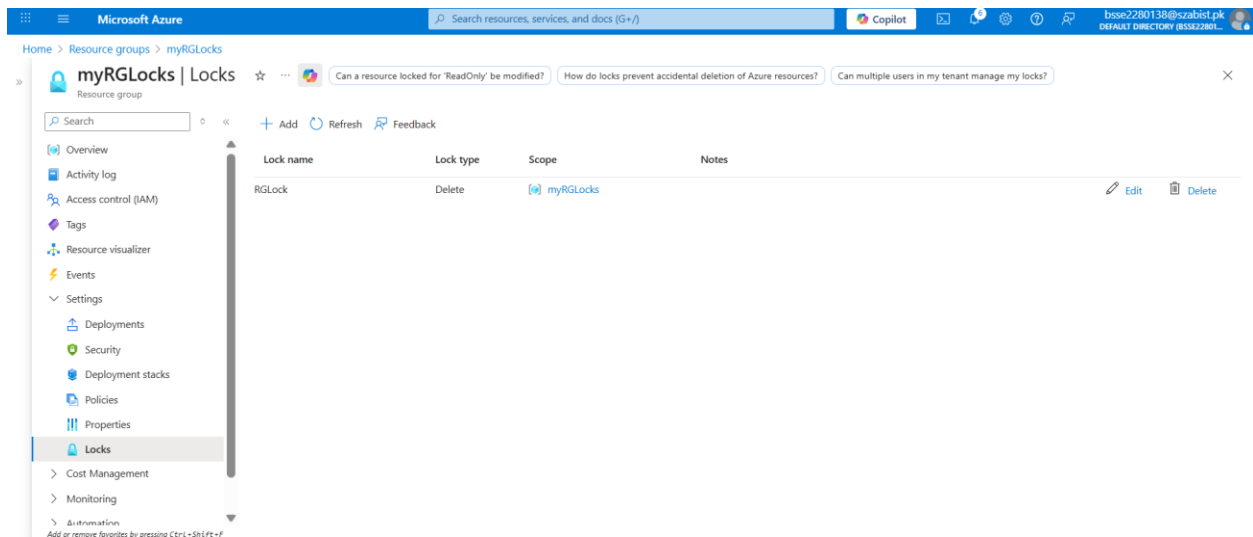 Microsoft Azure
Search resources, services, and docs (G+/)
Copilot
6
bsse2280138@szabist.pk
DEFAULT DIRECTORY (BSSE22801...
Home > Resource groups > myRGLocks
myRGLocks | Locks
Can a resource locked for 'ReadOnly' be modified?
How do locks prevent accidental deletion of Azure resources?
Can multiple users in my tenant manage my locks?
Resource group
Search
Add Refresh Feedback
Overview
Activity log
Access control (IAM)
Tags
Resource visualizer
Events
Settings
Deployments
Security
Deployment stacks
Policies
Properties
Locks
Cost Management
Monitoring
Automation
Add or remove favorites by pressing Ctrl+Shift+F
Lock name Lock type Scope Notes
RGLock Delete myRGLocks Edit Delete